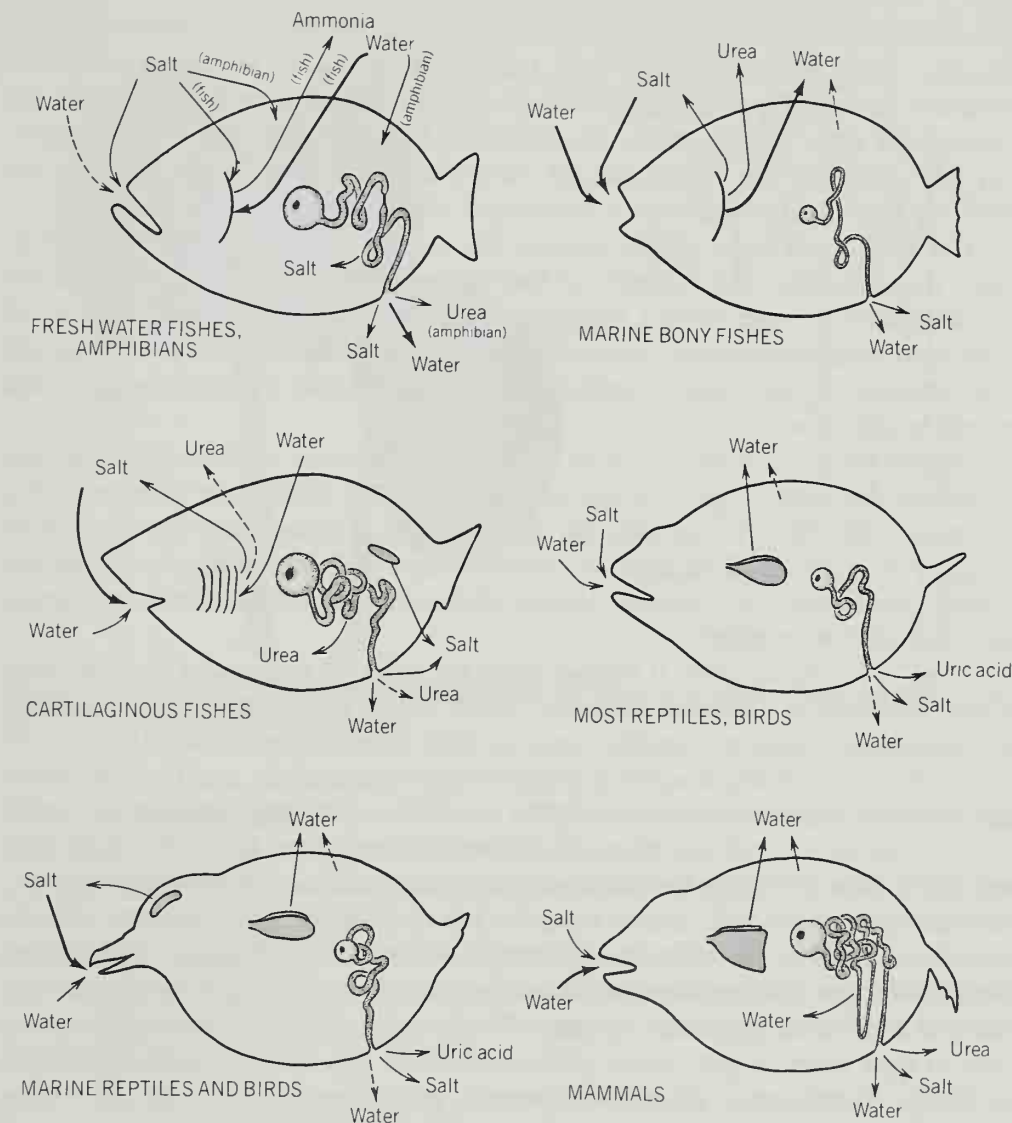 Ammonia
Water
Salt
(amphibian)
(fish)
(fish)
(fish)
(amphibian)
Water
Salt
Urea
(amphibian)
Salt
Water
FRESH WATER FISHES,
AMPHIBIANS
Urea
Water
Salt
Water
Salt
Water
MARINE BONY FISHES
Urea
Water
Salt
Water
Urea
Salt
Urea
Water
CARTILAGINOUS FISHES
Water
Salt
Water
Uric acid
Salt
Water
MOST REPTILES, BIRDS
Water
Salt
Water
Uric acid
Salt
Water
MARINE REPTILES AND BIRDS
Water
Salt
Water
Water
Urea
Salt
Water
MAMMALS